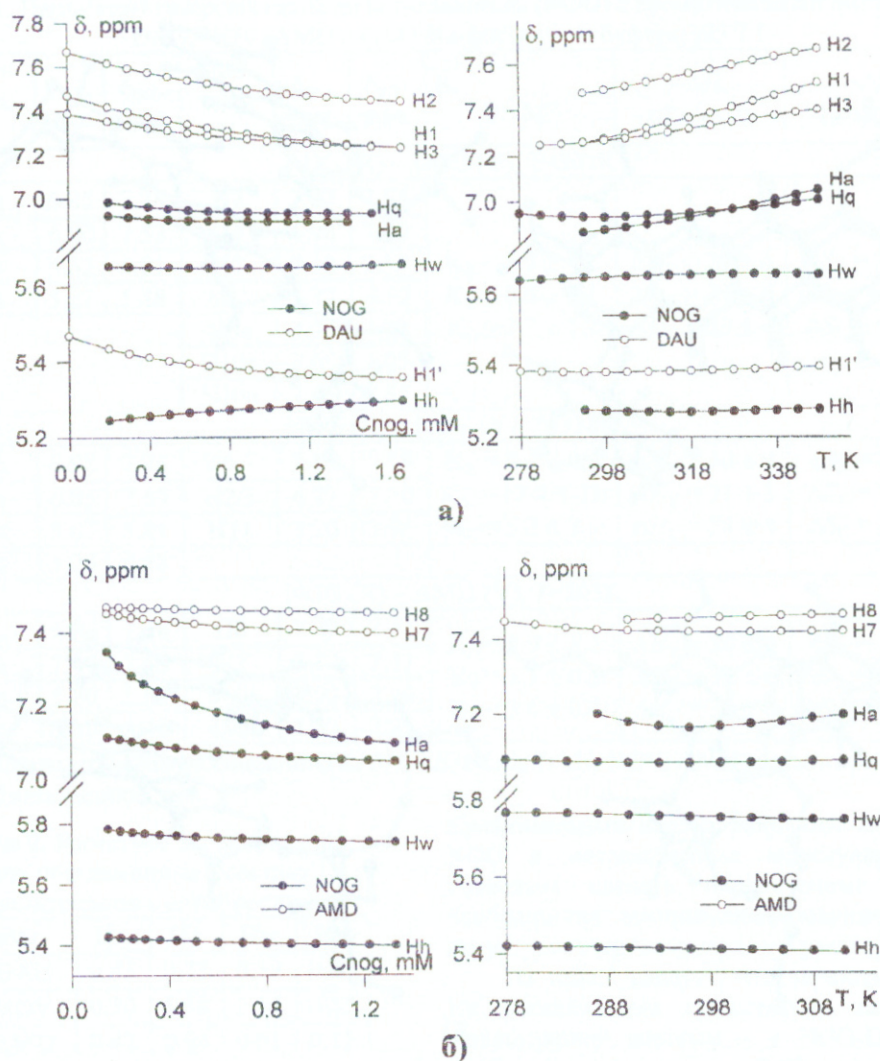 δ, ppm
7.8
7.6
7.4
7.2
7.0
5.6
5.4
5.2
H2
H1
H3
Hq
Ha
Hw
NOG
DAU
H1'
Hh
Cnog, mM
0.0 0.4 0.8 1.2 1.6
δ, ppm
7.6
7.4
7.2
7.0
5.6
5.4
5.2
H2
H1
H3
Ha
Hq
Hw
NOG
DAU
H1'
Hh
278 298 318 338 T, K
а)
δ, ppm
7.4
7.2
7.0
5.8
5.6
5.4
H8
H7
Ha
Hq
Hw
NOG
AMD
Hh
Cnog, mM
0.0 0.4 0.8 1.2
δ, ppm
7.4
7.2
5.8
5.6
5.4
H8
H7
Ha
Hq
Hw
NOG
AMD
Hh
278 288 298 308 T, K
б)